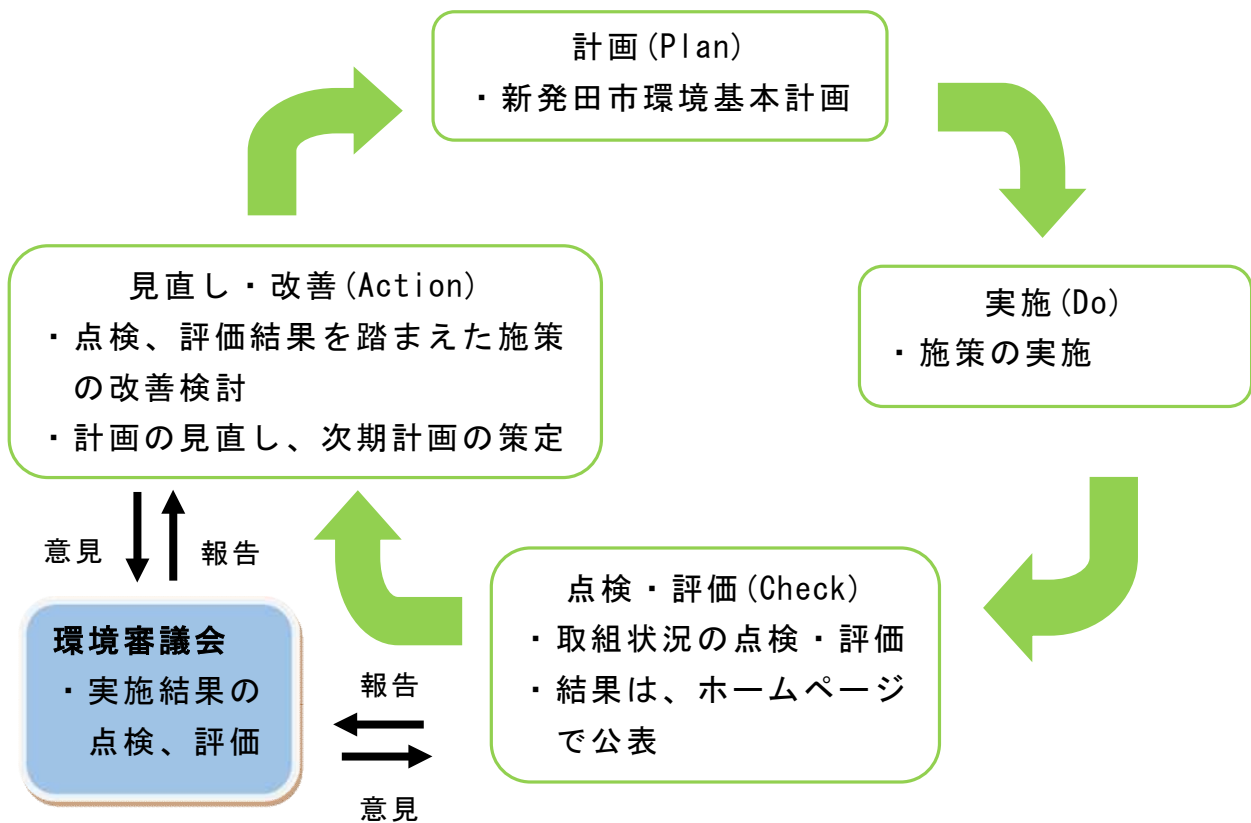 計画(Plan)
・新発田市環境基本計画
見直し・改善(Action)
・点検、評価結果を踏まえた施策
の改善検討
・計画の見直し、次期計画の策定
実施(Do)
・施策の実施
意見
報告
点検・評価(Check)
・取組状況の点検・評価
・結果は、ホームページ
で公表
環境審議会
・実施結果の
点検、評価
報告
意見